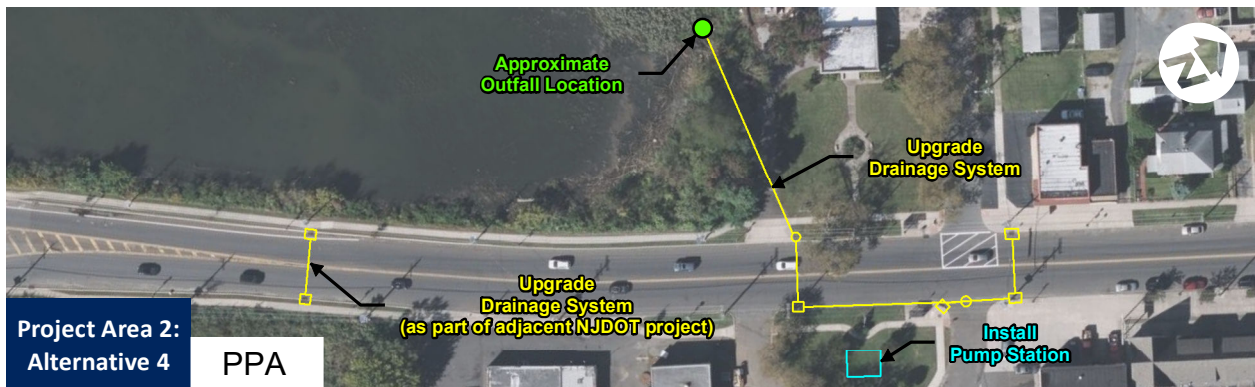 Approximate
Outfall Location
Upgrade
Drainage System
Upgrade
Drainage System
(as part of adjacent NJDOT project)
Install
Pump Station
Project Area 2:
Alternative 4
PPA